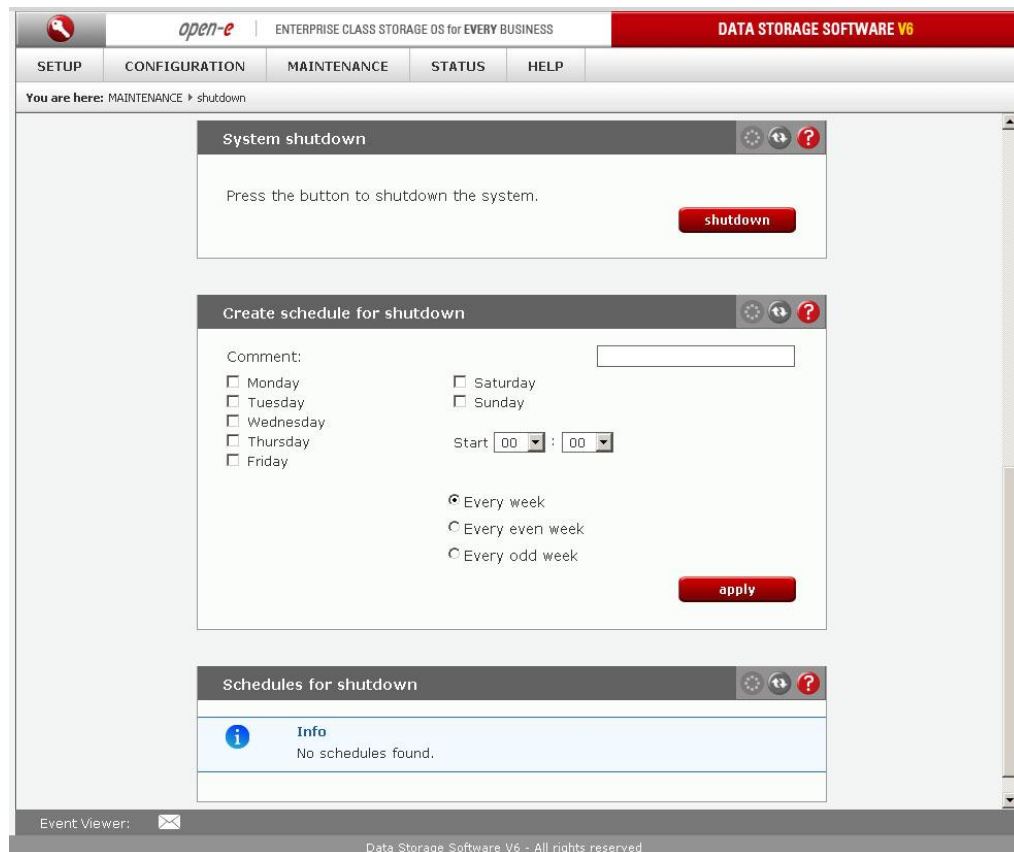 open-e | ENTERPRISE CLASS STORAGE OS for EVERY BUSINESS DATA STORAGE SOFTWARE V6
SETUP CONFIGURATION MAINTENANCE STATUS HELP
You are here: MAINTENANCE ▸ shutdown
System shutdown
Press the button to shutdown the system.
shutdown
Create schedule for shutdown
Comment:
Monday Saturday
Tuesday Sunday
Wednesday
Thursday Start 00 : 00
Friday
Every week
Every even week
Every odd week
apply
Schedules for shutdown
Info
No schedules found.
Event Viewer:
Data Storage Software V6 - All rights reserved